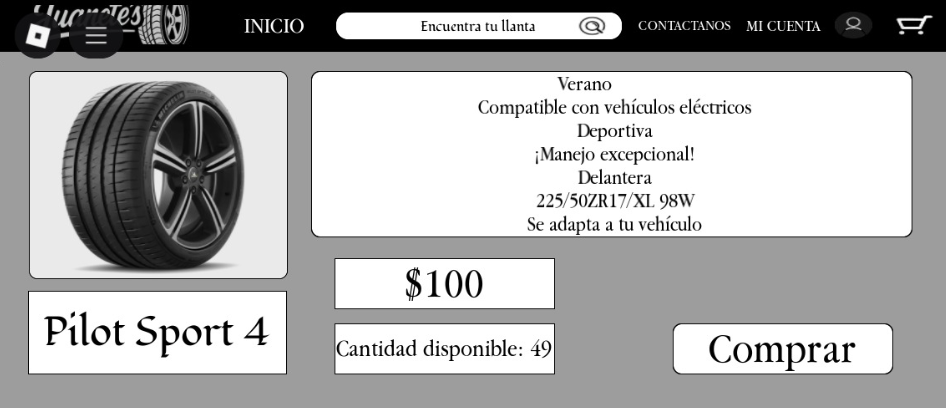 INICIO
Encuentra tu llanta
CONTACTANOS
MI CUENTA
Verano
Compatible con vehículos eléctricos
Deportiva
¡Manejo excepcional!
Delantera
225/50ZR17/XL 98W
Se adapta a tu vehículo
MICHELIN
$100
Pilot Sport 4
Cantidad disponible: 49
Comprar